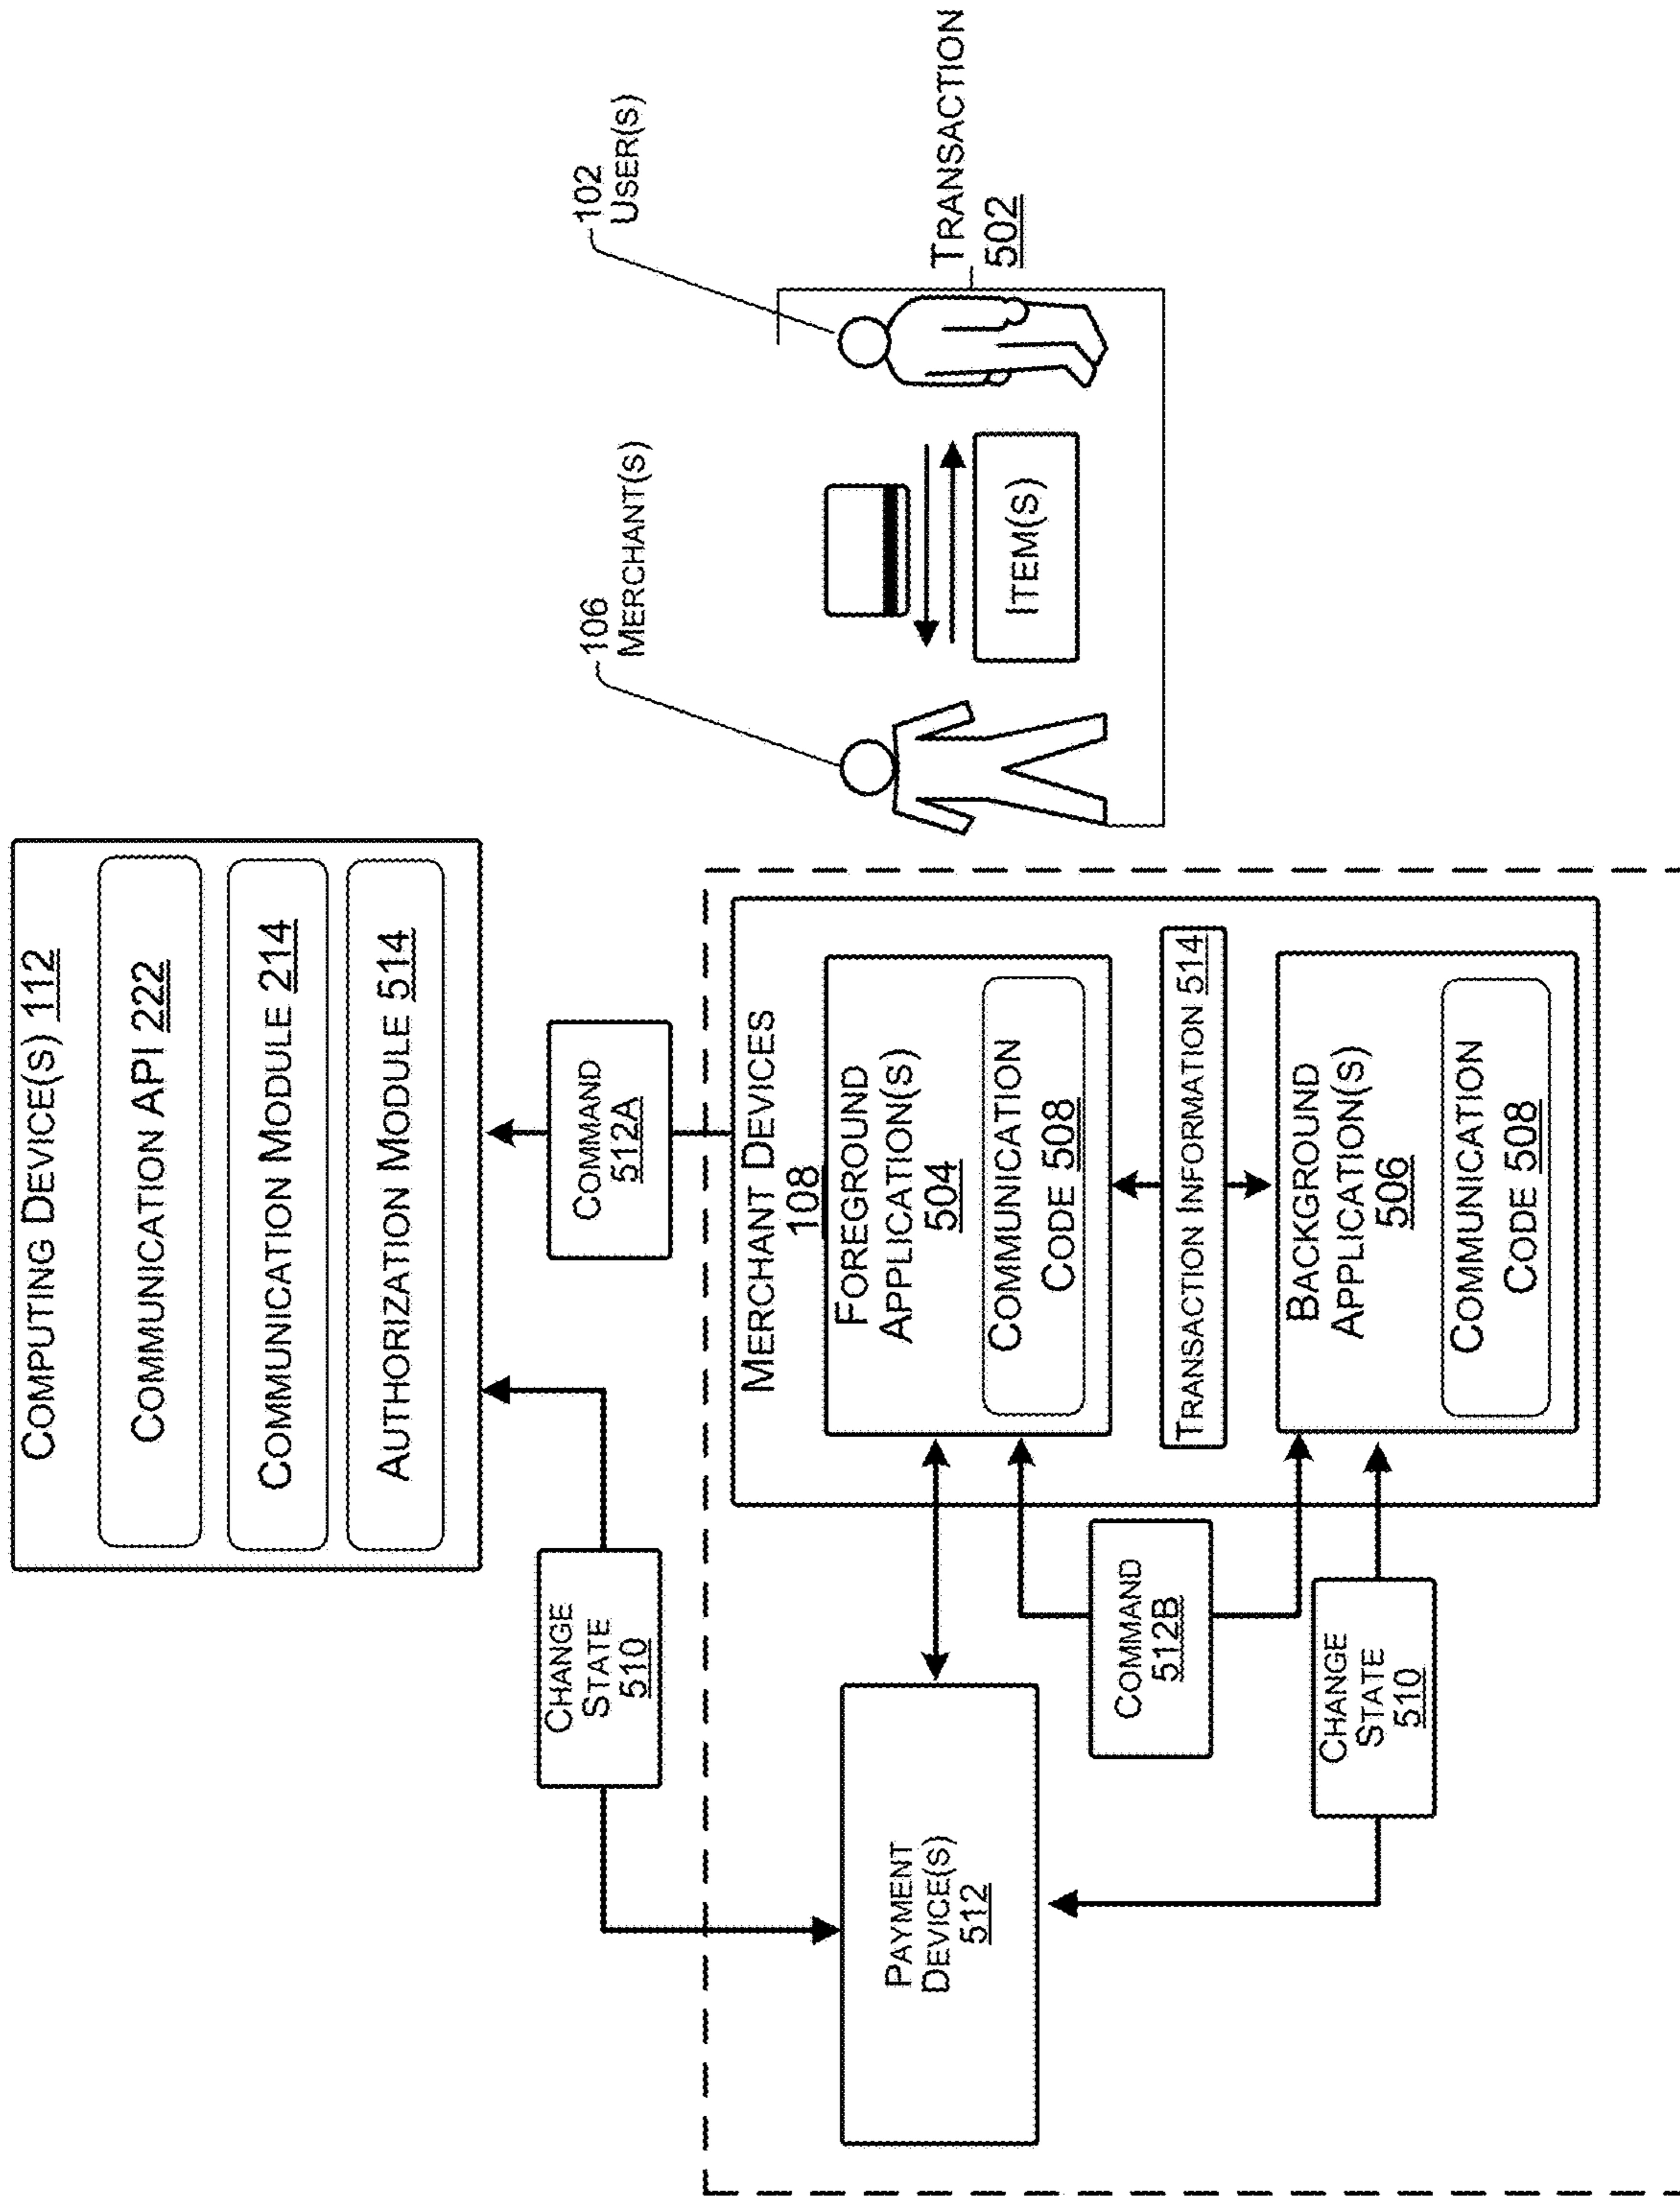 COMPUTING DEVICE(S) 112
COMMUNICATION API 222
COMMUNICATION MODULE 214
AUTHORIZATION MODULE 514
CHANGE
STATE
510
COMMAND
512A
106
MERCHANT(S)
102
USER(S)
PAYMENT
DEVICE(S)
512
MERCHANT DEVICES
108
FOREGROUND
APPLICATION(S)
504
COMMUNICATION
CODE 508
COMMAND
512B
TRANSACTION INFORMATION 514
CHANGE
STATE
510
BACKGROUND
APPLICATION(S)
506
COMMUNICATION
CODE 508
ITEM(S)
TRANSACTION
502